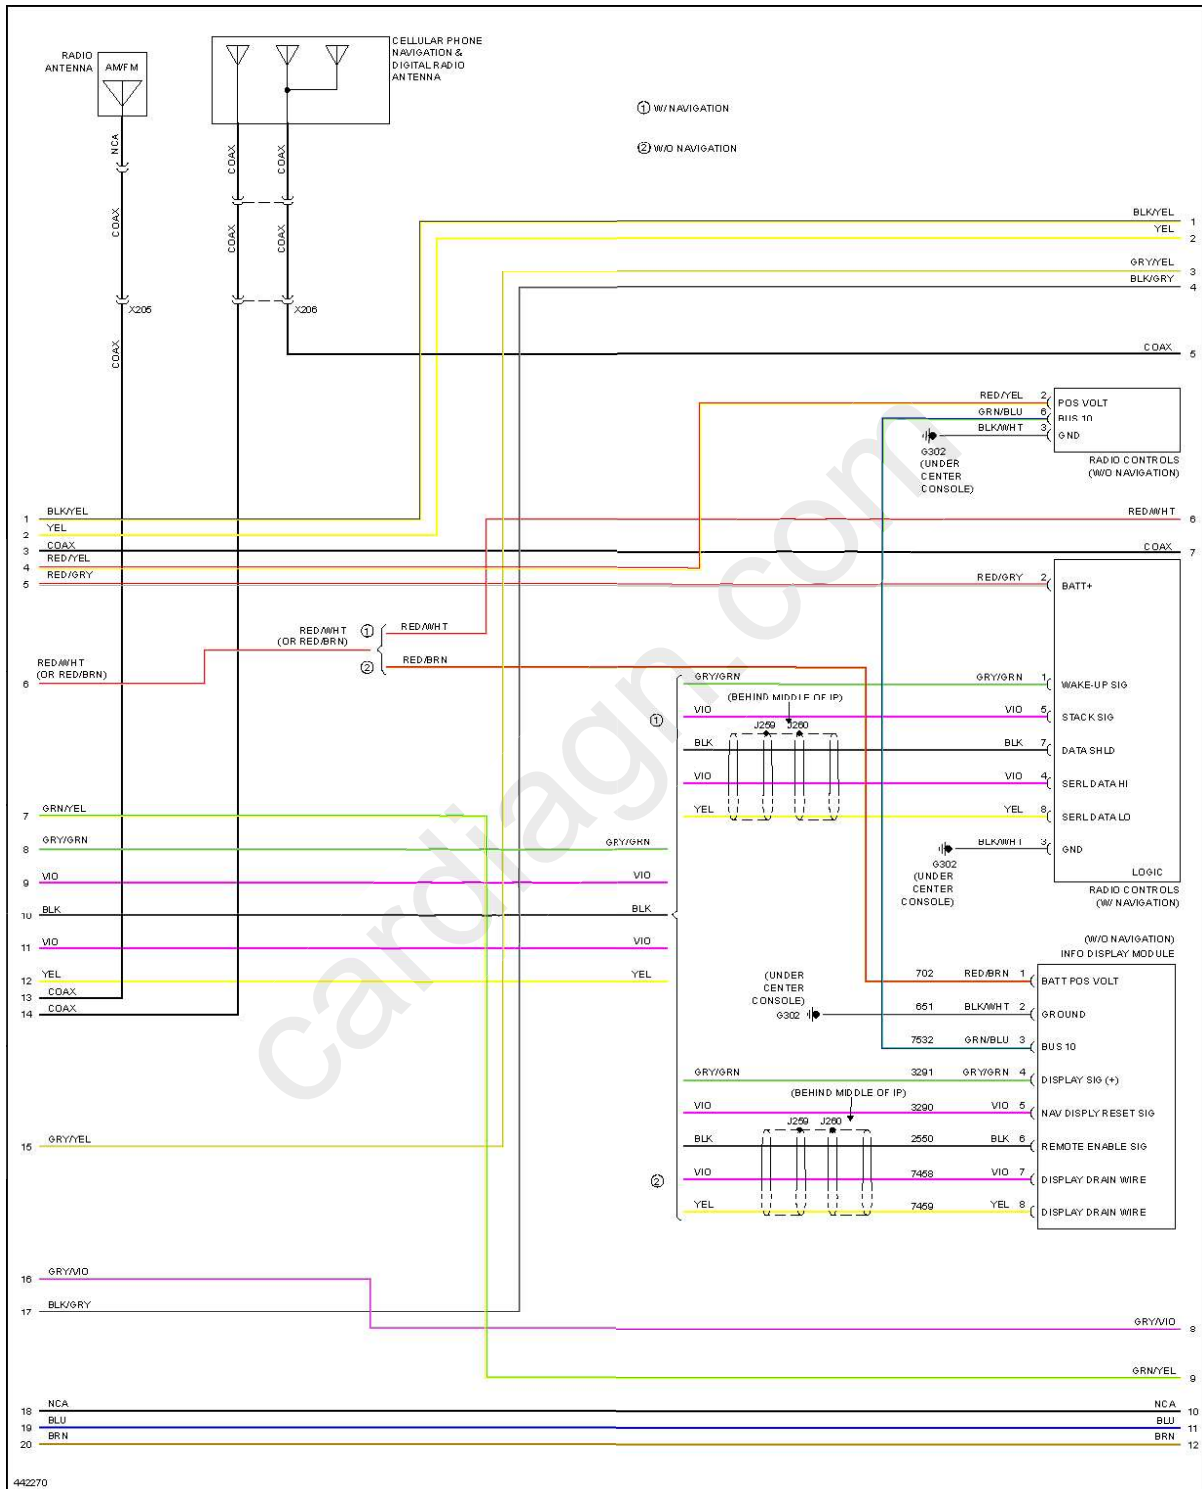 RADIO
ANTENNA
AM/FM
CELLULAR PHONE
NAVIGATION &
DIGITAL RADIO
ANTENNA
① W/ NAVIGATION
② W/O NAVIGATION
NCA
COAX
COAX
COAX
COAX
COAX
COAX
X205
X206
COAX
BLK/YEL 1
YEL 2
GRY/YEL 3
BLK/GRY 4
COAX 5
RED/YEL 2 POS VOLT
GRN/BLU 6 BUS 10
BLK/WHT 3 GND
G302
(UNDER
CENTER
CONSOLE)
RADIO CONTROLS
(W/O NAVIGATION)
1 BLK/YEL
2 YEL
3 COAX
4 RED/YEL
5 RED/GRY
RED/WHT 6
COAX 7
RED/GRY 2 BATT+
RED/WHT
(OR RED/BRN)
① RED/WHT
② RED/BRN
6 RED/WHT
(OR RED/BRN)
①
GRY/GRN GRY/GRN 1 WAKE-UP SIG
(BEHIND MIDDLE OF IP)
VIO VIO 5 STACK SIG
J259 J260
BLK BLK 7 DATA SHLD
VIO VIO 4 SERL DATA HI
YEL YEL 8 SERL DATA LO
BLK/WHT 3 GND
G302
(UNDER
CENTER
CONSOLE)
LOGIC
RADIO CONTROLS
(W/ NAVIGATION)
7 GRN/YEL
8 GRY/GRN GRY/GRN
9 VIO VIO
10 BLK BLK
11 VIO VIO
12 YEL YEL
13 COAX
14 COAX
(W/O NAVIGATION)
INFO DISPLAY MODULE
(UNDER
CENTER
CONSOLE)
G302
702 RED/BRN 1 BATT POS VOLT
651 BLK/WHT 2 GROUND
7532 GRN/BLU 3 BUS 10
GRY/GRN 3291 GRY/GRN 4 DISPLAY SIG (+)
(BEHIND MIDDLE OF IP)
VIO 3290 VIO 5 NAV DISPLY RESET SIG
J259 J260
BLK 2550 BLK 6 REMOTE ENABLE SIG
②
VIO 7458 VIO 7 DISPLAY DRAIN WIRE
YEL 7459 YEL 8 DISPLAY DRAIN WIRE
15 GRY/YEL
16 GRY/VIO
17 BLK/GRY
GRY/VIO 8
GRN/YEL 9
18 NCA NCA 10
19 BLU BLU 11
20 BRN BRN 12
442270
cardiagn.com